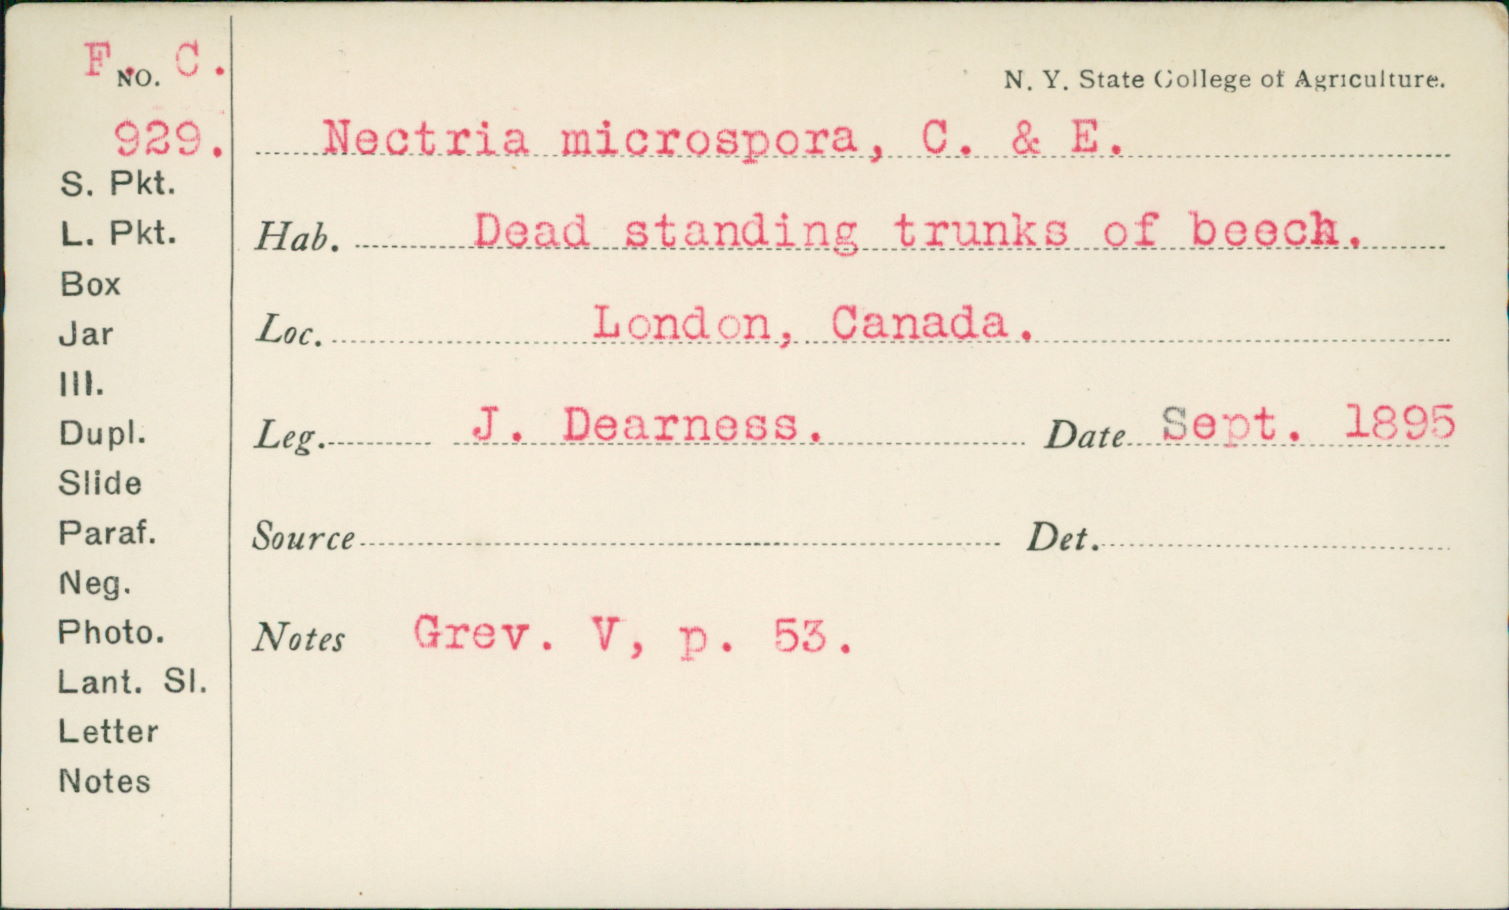 F. C.
NO.
929.
S. Pkt.
L. Pkt.
Box
Jar
Ill.
Dupl.
Slide
Paraf.
Neg.
Photo.
Lant. Sl.
Letter
Notes
N. Y. State College of Agriculture.
Nectria microspora, C. & E.
Hab. Dead standing trunks of beech.
Loc. London, Canada.
Leg. J. Dearness. Date Sept. 1895
Source Det.
Notes Grev. V, p. 53.